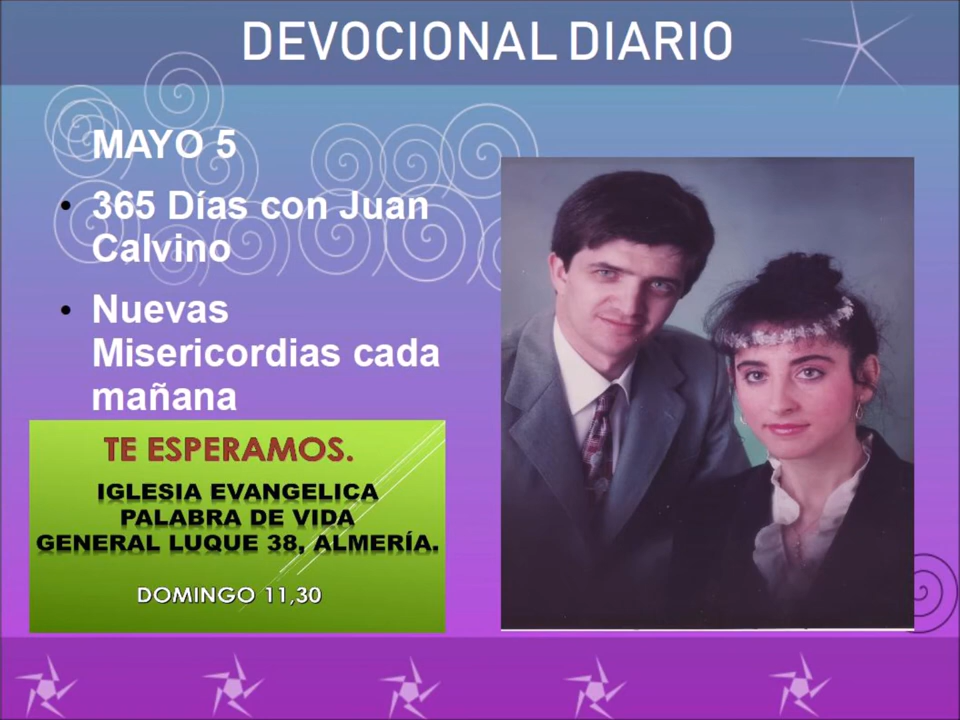 DEVOCIONAL DIARIO
MAYO 5
• 365 Días con Juan
Calvino
• Nuevas
Misericordias cada
mañana
TE ESPERAMOS.
IGLESIA EVANGELICA
PALABRA DE VIDA
GENERAL LUQUE 38, ALMERÍA.
DOMINGO 11,30